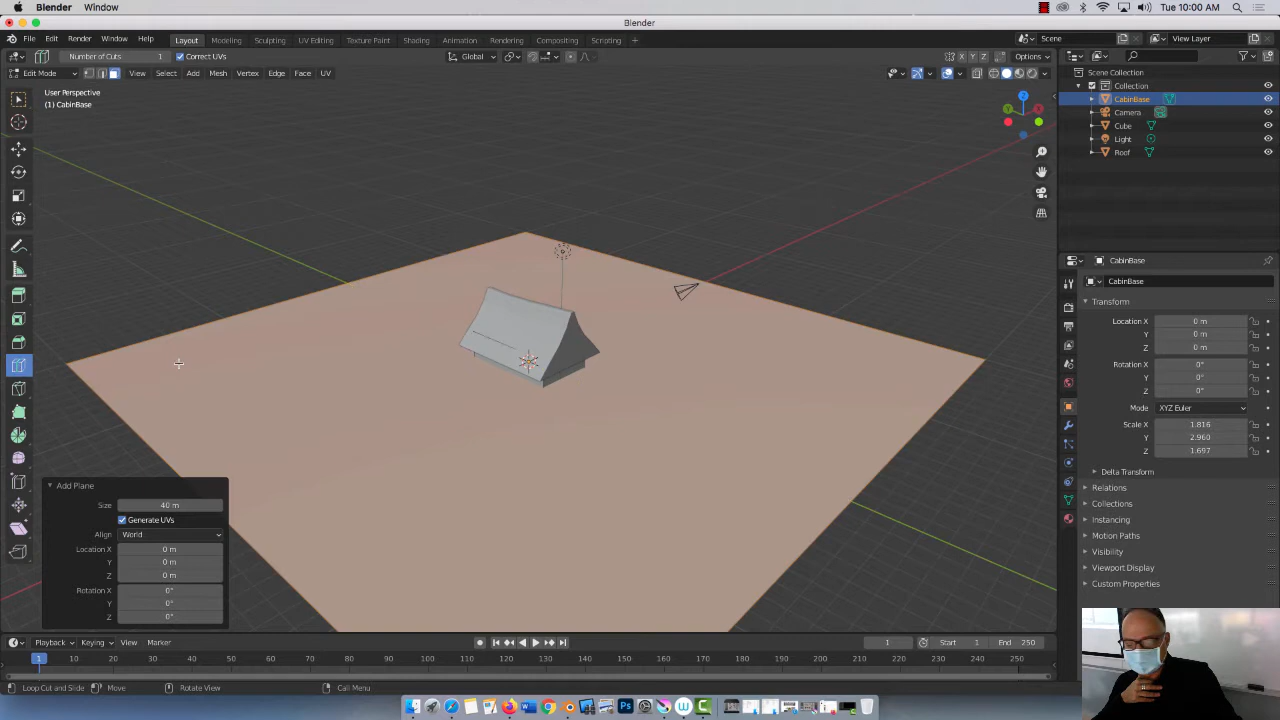 Blender Window Tue 10:00 AM
Blender
File Edit Render Window Help Layout Modeling Sculpting UV Editing Texture Paint Shading Animation Rendering Compositing Scripting + Scene View Layer
Number of Cuts 1 Correct UVs Global X Y Z Options
Edit Mode View Select Add Mesh Vertex Edge Face UV
User Perspective
(1) CabinBase
Z
Y
X
Scene Collection
Collection
CabinBase
Camera
Cube
Light
Roof
CabinBase
CabinBase
Transform
Location X 0 m
Y 0 m
Z 0 m
Rotation X 0°
Y 0°
Z 0°
Mode XYZ Euler
Scale X 1.816
Y 2.960
Z 1.697
Delta Transform
Relations
Collections
Instancing
Motion Paths
Visibility
Viewport Display
Custom Properties
Add Plane
Size 40 m
Generate UVs
Align World
Location X 0 m
Y 0 m
Z 0 m
Rotation X 0°
Y 0°
Z 0°
Playback Keying View Marker 1 Start 1 End 250
1 10 20 30 40 50 60 70 80 90 100 110 120 130 140 150 160 170 180 190 200 210 220 230 240 250
Loop Cut and Slide Move Rotate View Call Menu